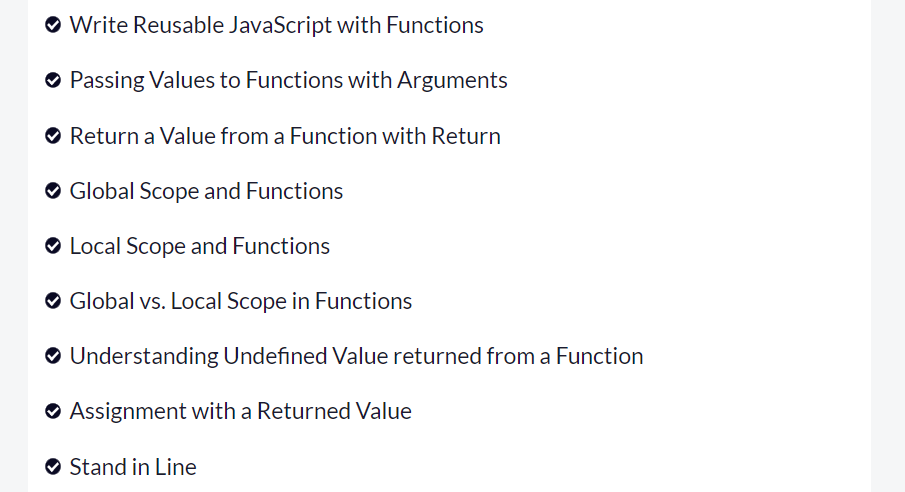 Write Reusable JavaScript with Functions
Passing Values to Functions with Arguments
Return a Value from a Function with Return
Global Scope and Functions
Local Scope and Functions
Global vs. Local Scope in Functions
Understanding Undefined Value returned from a Function
Assignment with a Returned Value
Stand in Line